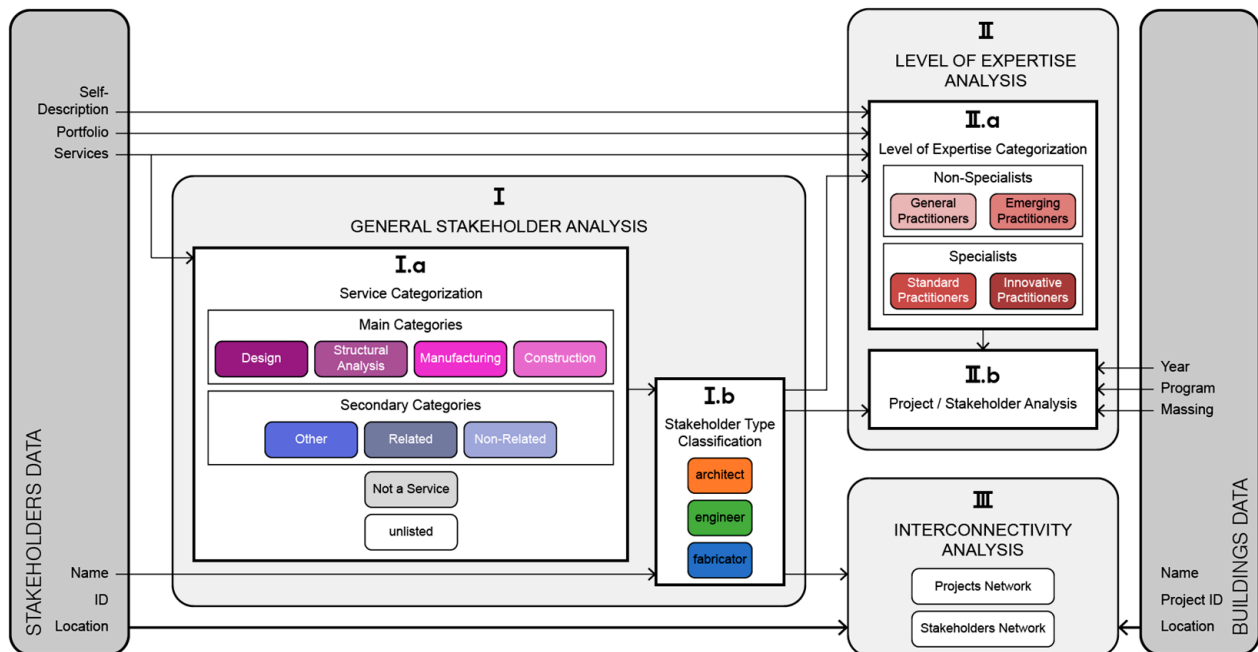 STAKEHOLDERS DATA
Self-
Description
Portfolio
Services
Name
ID
Location
I
GENERAL STAKEHOLDER ANALYSIS
I.a
Service Categorization
Main Categories
Design
Structural
Analysis
Manufacturing
Construction
Secondary Categories
Other
Related
Non-Related
Not a Service
unlisted
I.b
Stakeholder Type
Classification
architect
engineer
fabricator
II
LEVEL OF EXPERTISE
ANALYSIS
II.a
Level of Expertise Categorization
Non-Specialists
General
Practitioners
Emerging
Practitioners
Specialists
Standard
Practitioners
Innovative
Practitioners
II.b
Project / Stakeholder Analysis
III
INTERCONNECTIVITY
ANALYSIS
Projects Network
Stakeholders Network
Year
Program
Massing
Name
Project ID
Location
BUILDINGS DATA